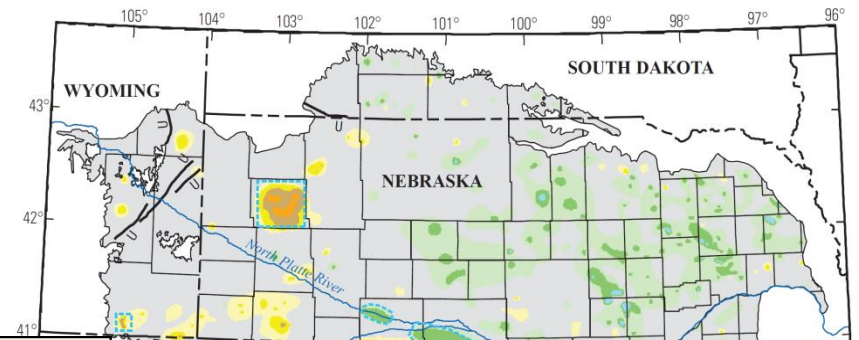 105° 104° 103° 102° 101° 100° 99° 98° 97° 96°
SOUTH DAKOTA
WYOMING
43°
U
U
U
U
NEBRASKA
42°
North Platte River
41°